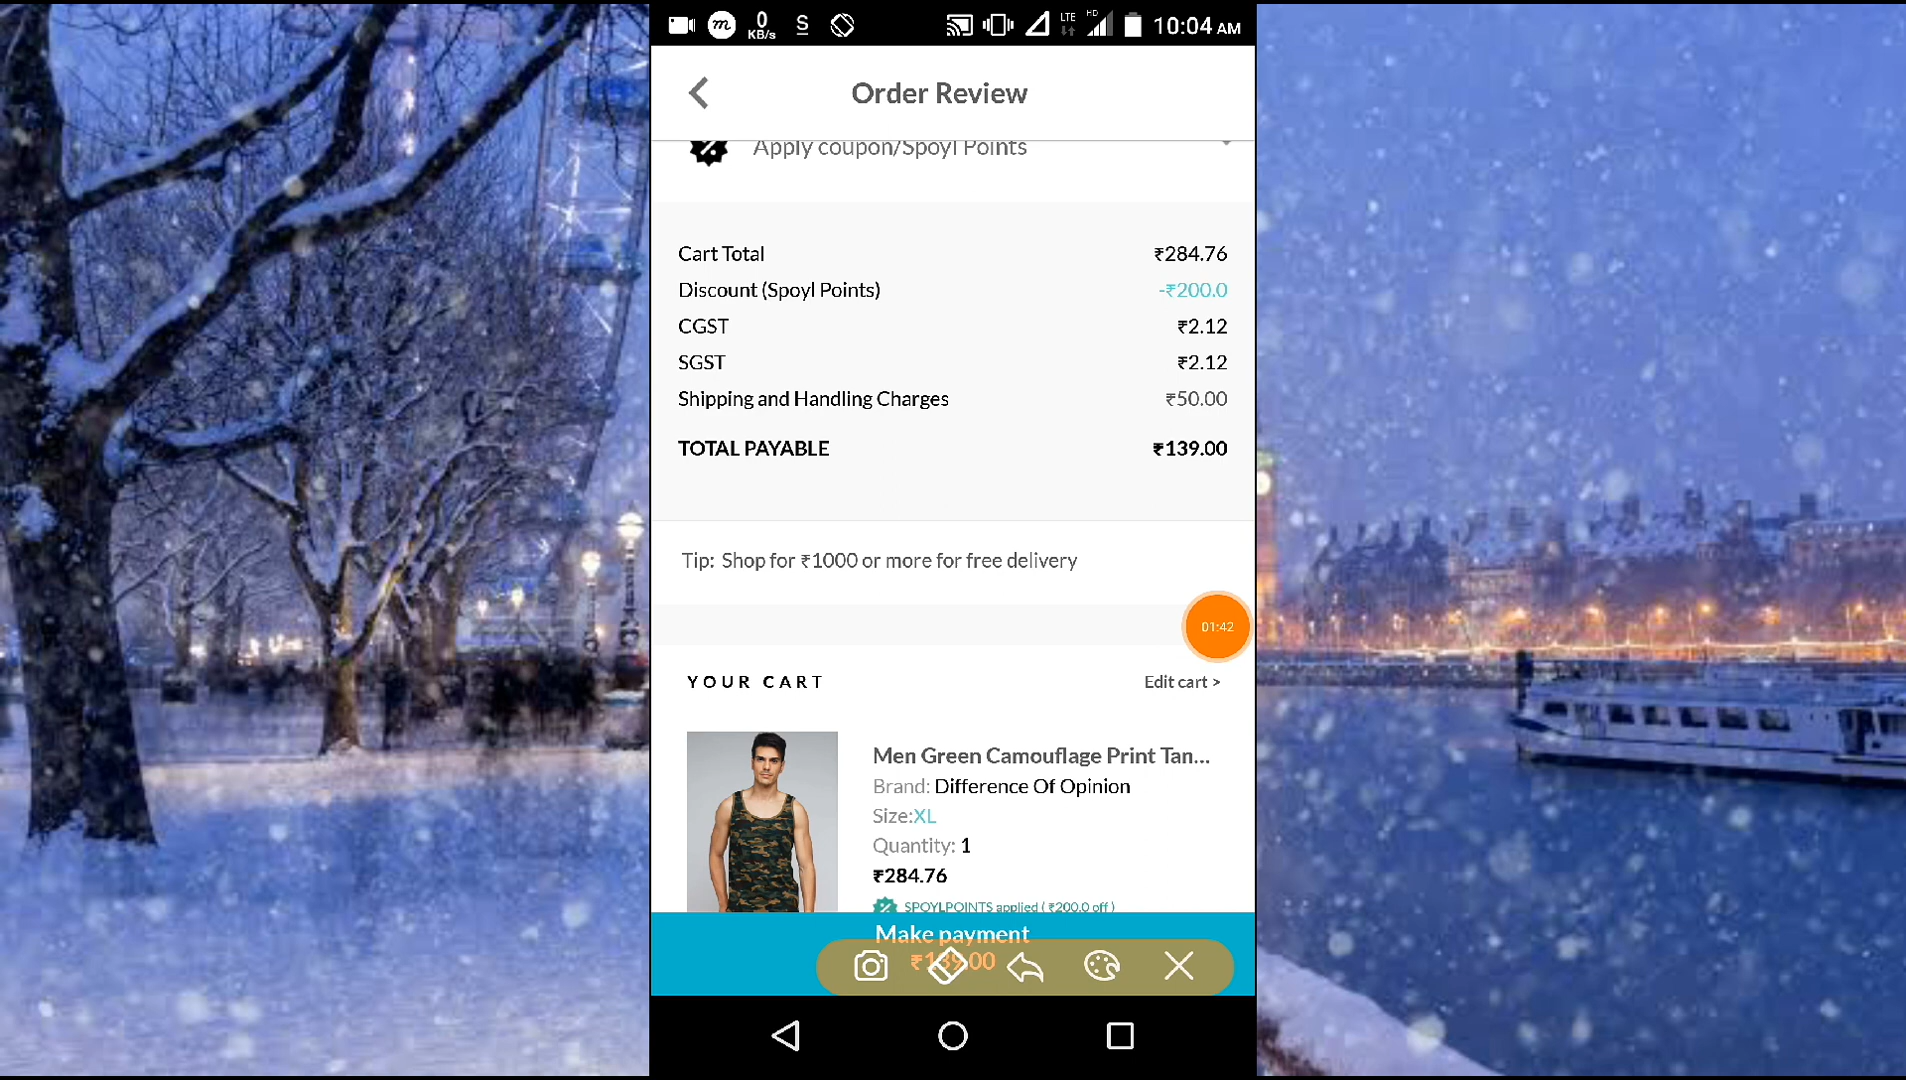 0
KB/s
S
LTE
HD
10:04 AM
Order Review
Apply coupon/Spoyl Points
Cart Total ₹284.76
Discount (Spoyl Points) -₹200.0
CGST ₹2.12
SGST ₹2.12
Shipping and Handling Charges ₹50.00
TOTAL PAYABLE ₹139.00
Tip: Shop for ₹1000 or more for free delivery
01:42
YOUR CART Edit cart >
Men Green Camouflage Print Tan...
Brand: Difference Of Opinion
Size:XL
Quantity: 1
₹284.76
SPOYLPOINTS applied ( ₹200.0 off )
Make payment
₹139.00